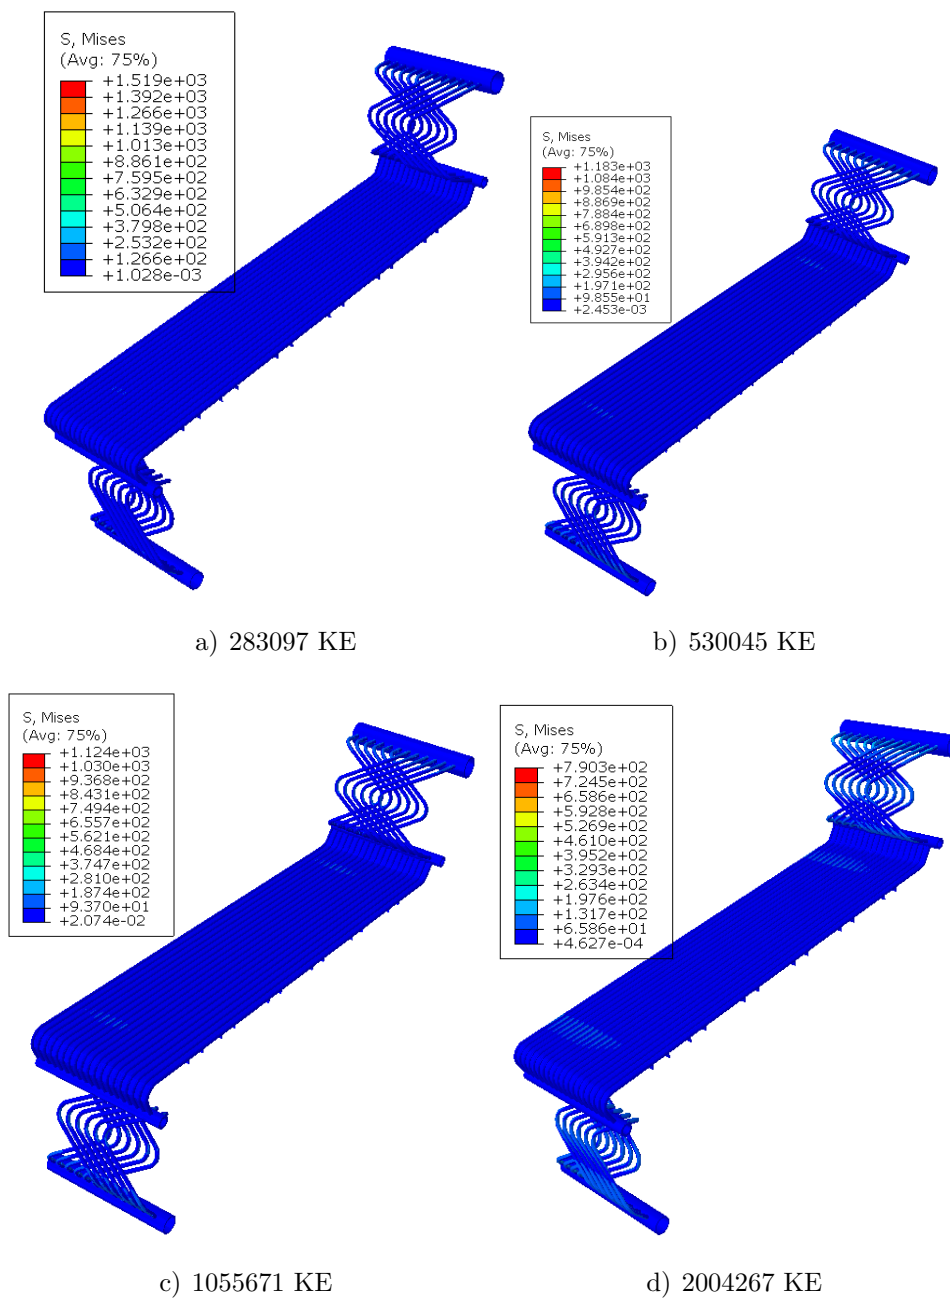 S, Mises
(Avg: 75%)
+1.519e+03
+1.392e+03
+1.266e+03
+1.139e+03
+1.013e+03
+8.861e+02
+7.595e+02
+6.329e+02
+5.064e+02
+3.798e+02
+2.532e+02
+1.266e+02
+1.028e-03
S, Mises
(Avg: 75%)
+1.183e+03
+1.084e+03
+9.854e+02
+8.869e+02
+7.884e+02
+6.898e+02
+5.913e+02
+4.927e+02
+3.942e+02
+2.956e+02
+1.971e+02
+9.855e+01
+2.453e-03
a) 283097 KE
b) 530045 KE
S, Mises
(Avg: 75%)
+1.124e+03
+1.030e+03
+9.368e+02
+8.431e+02
+7.494e+02
+6.557e+02
+5.621e+02
+4.684e+02
+3.747e+02
+2.810e+02
+1.874e+02
+9.370e+01
+2.074e-02
S, Mises
(Avg: 75%)
+7.903e+02
+7.245e+02
+6.586e+02
+5.928e+02
+5.269e+02
+4.610e+02
+3.952e+02
+3.293e+02
+2.634e+02
+1.976e+02
+1.317e+02
+6.586e+01
+4.627e-04
c) 1055671 KE
d) 2004267 KE